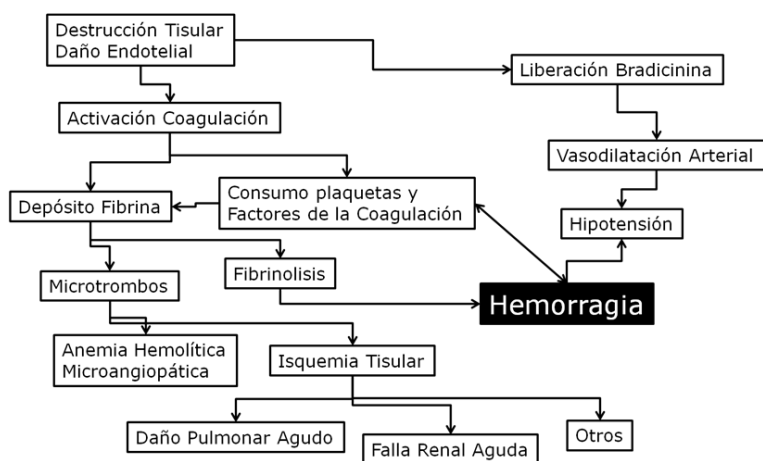 Destrucción Tisular
Daño Endotelial
Liberación Bradicinina
Activación Coagulación
Vasodilatación Arterial
Depósito Fibrina
Consumo plaquetas y
Factores de la Coagulación
Hipotensión
Microtrombos
Fibrinolisis
Hemorragia
Anemia Hemolítica
Microangiopática
Isquemia Tisular
Daño Pulmonar Agudo
Falla Renal Aguda
Otros